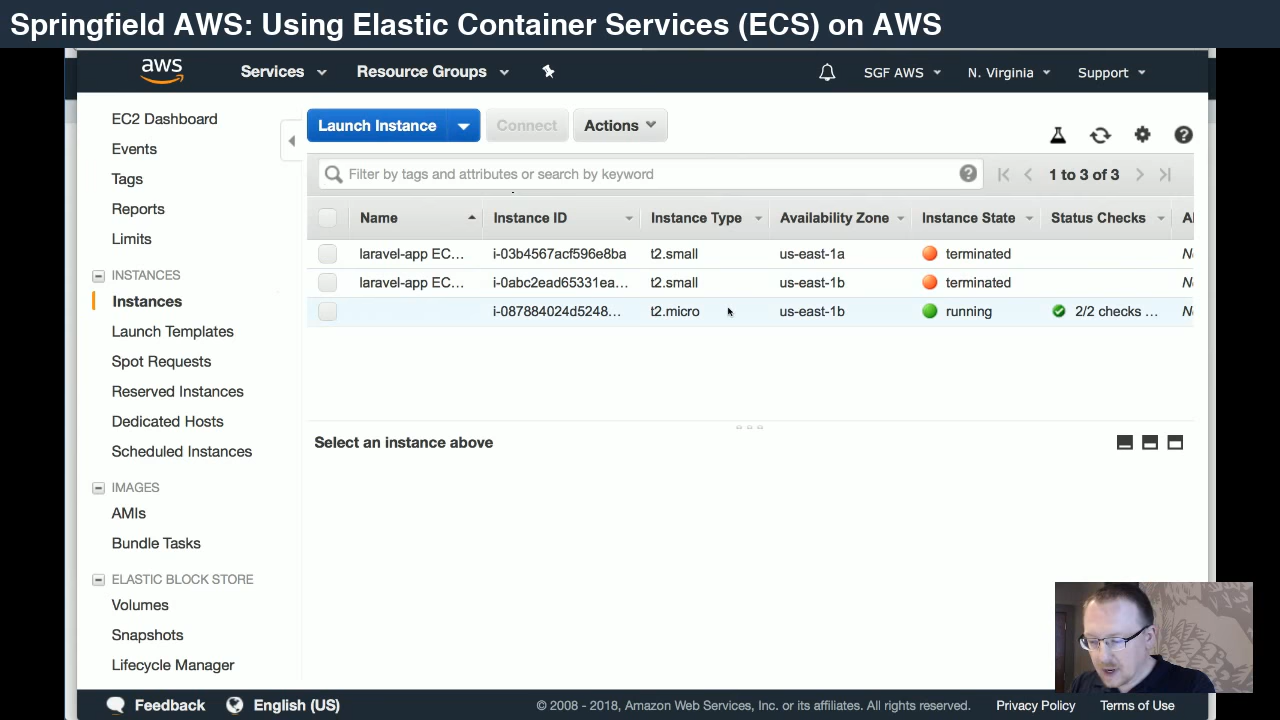 Springfield AWS: Using Elastic Container Services (ECS) on AWS
aws Services Resource Groups SGF AWS N. Virginia Support
EC2 Dashboard
Events
Tags
Reports
Limits
INSTANCES
Instances
Launch Templates
Spot Requests
Reserved Instances
Dedicated Hosts
Scheduled Instances
IMAGES
AMIs
Bundle Tasks
ELASTIC BLOCK STORE
Volumes
Snapshots
Lifecycle Manager
Launch Instance Connect Actions
Filter by tags and attributes or search by keyword 1 to 3 of 3
Name Instance ID Instance Type Availability Zone Instance State Status Checks
laravel-app EC... i-03b4567acf596e8ba t2.small us-east-1a terminated
laravel-app EC... i-0abc2ead65331ea... t2.small us-east-1b terminated
i-087884024d5248... t2.micro us-east-1b running 2/2 checks ...
Select an instance above
Feedback English (US) © 2008 - 2018, Amazon Web Services, Inc. or its affiliates. All rights reserved. Privacy Policy Terms of Use